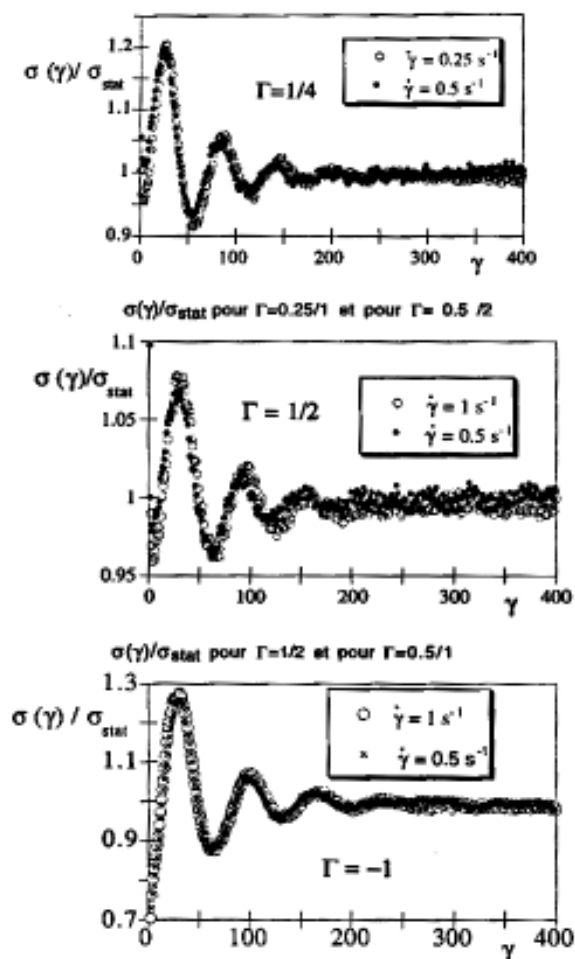 1.2
σ (γ)/ σstat
○ γ̇ = 0.25 s⁻¹
Γ=1/4
• γ̇ = 0.5 s⁻¹
1.1
1
0.9
0 100 200 300 γ 400
σ(γ)/σstat pour Γ=0.25/1 et pour Γ= 0.5 /2
1.1
σ (γ)/σstat
○ γ̇ = 1 s⁻¹
Γ = 1/2
• γ̇ = 0.5 s⁻¹
1.05
1
0.95
0 100 200 300 γ 400
σ(γ)/σstat pour Γ=1/2 et pour Γ=0.5/1
1.3
σ (γ) / σstat
○ γ̇ = 1 s⁻¹
× γ̇ = 0.5 s⁻¹
1.1
0.9
Γ = −1
0.7
0 100 200 300 γ 400